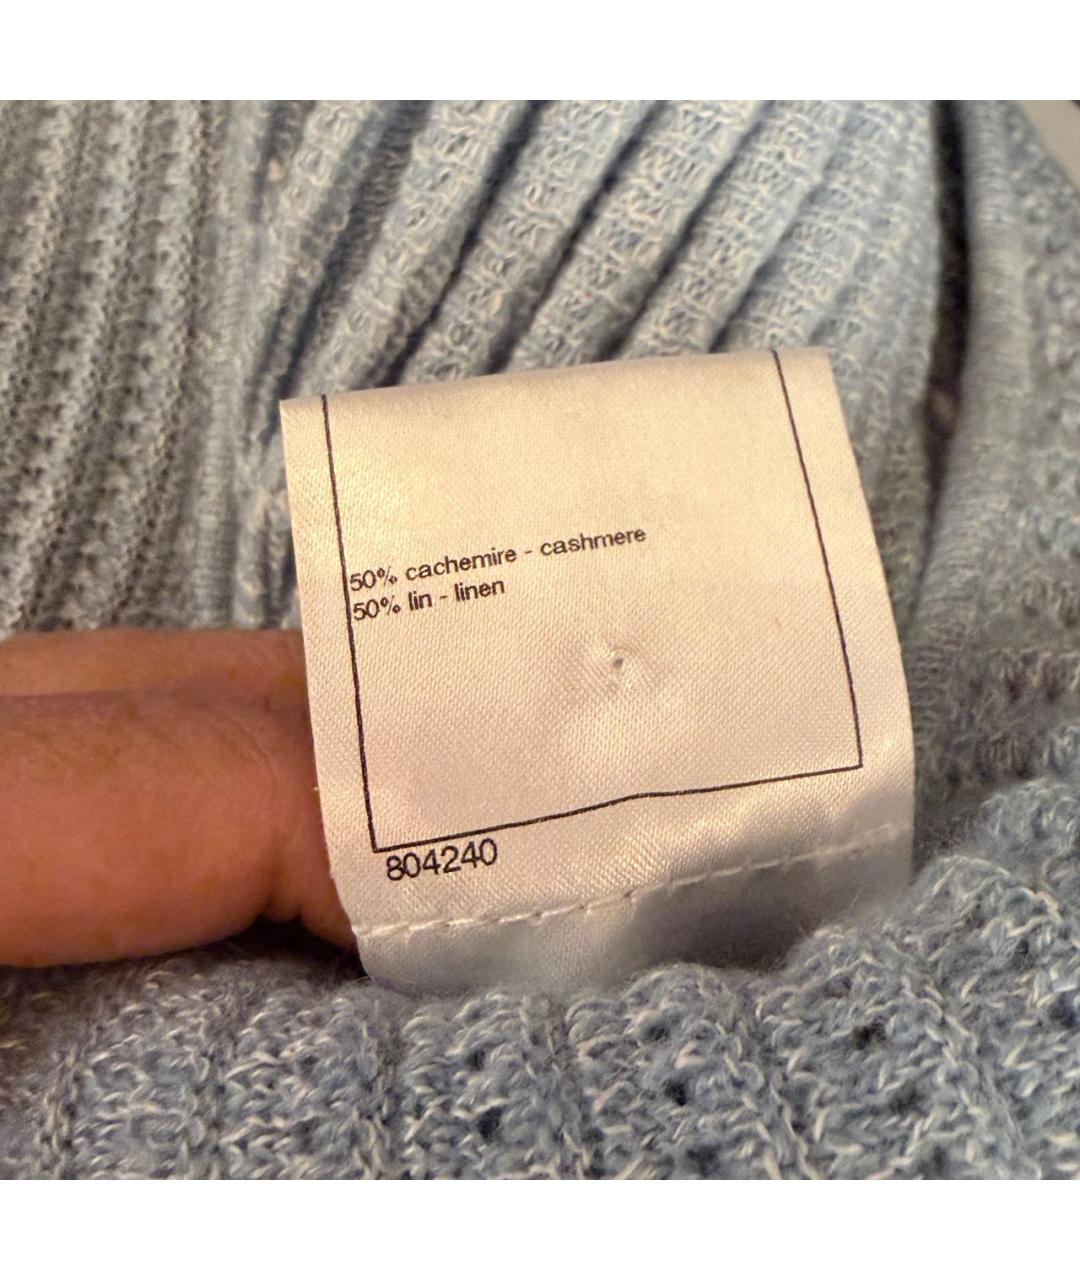 50% cachemire - cashmere
50% lin - linen
804240